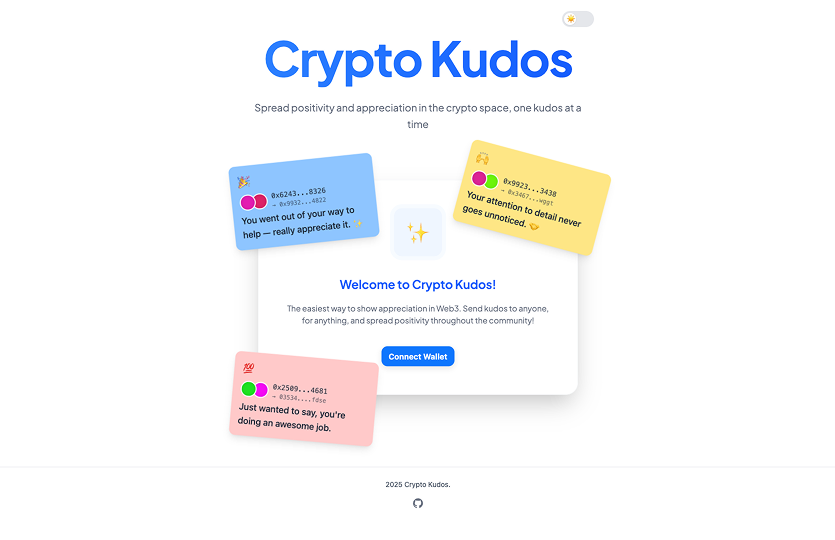 Crypto Kudos
Spread positivity and appreciation in the crypto space, one kudos at a
time
0x6243...8326
→ 0x9932...4822
You went out of your way to
help — really appreciate it. ✨
0x9923...3438
→ 0x3467...wggt
Your attention to detail never
goes unnoticed. 🤝
Welcome to Crypto Kudos!
The easiest way to show appreciation in Web3. Send kudos to anyone,
for anything, and spread positivity throughout the community!
Connect Wallet
💯
0x2509...4681
→ 03534....fdse
Just wanted to say, you're
doing an awesome job.
2025 Crypto Kudos.